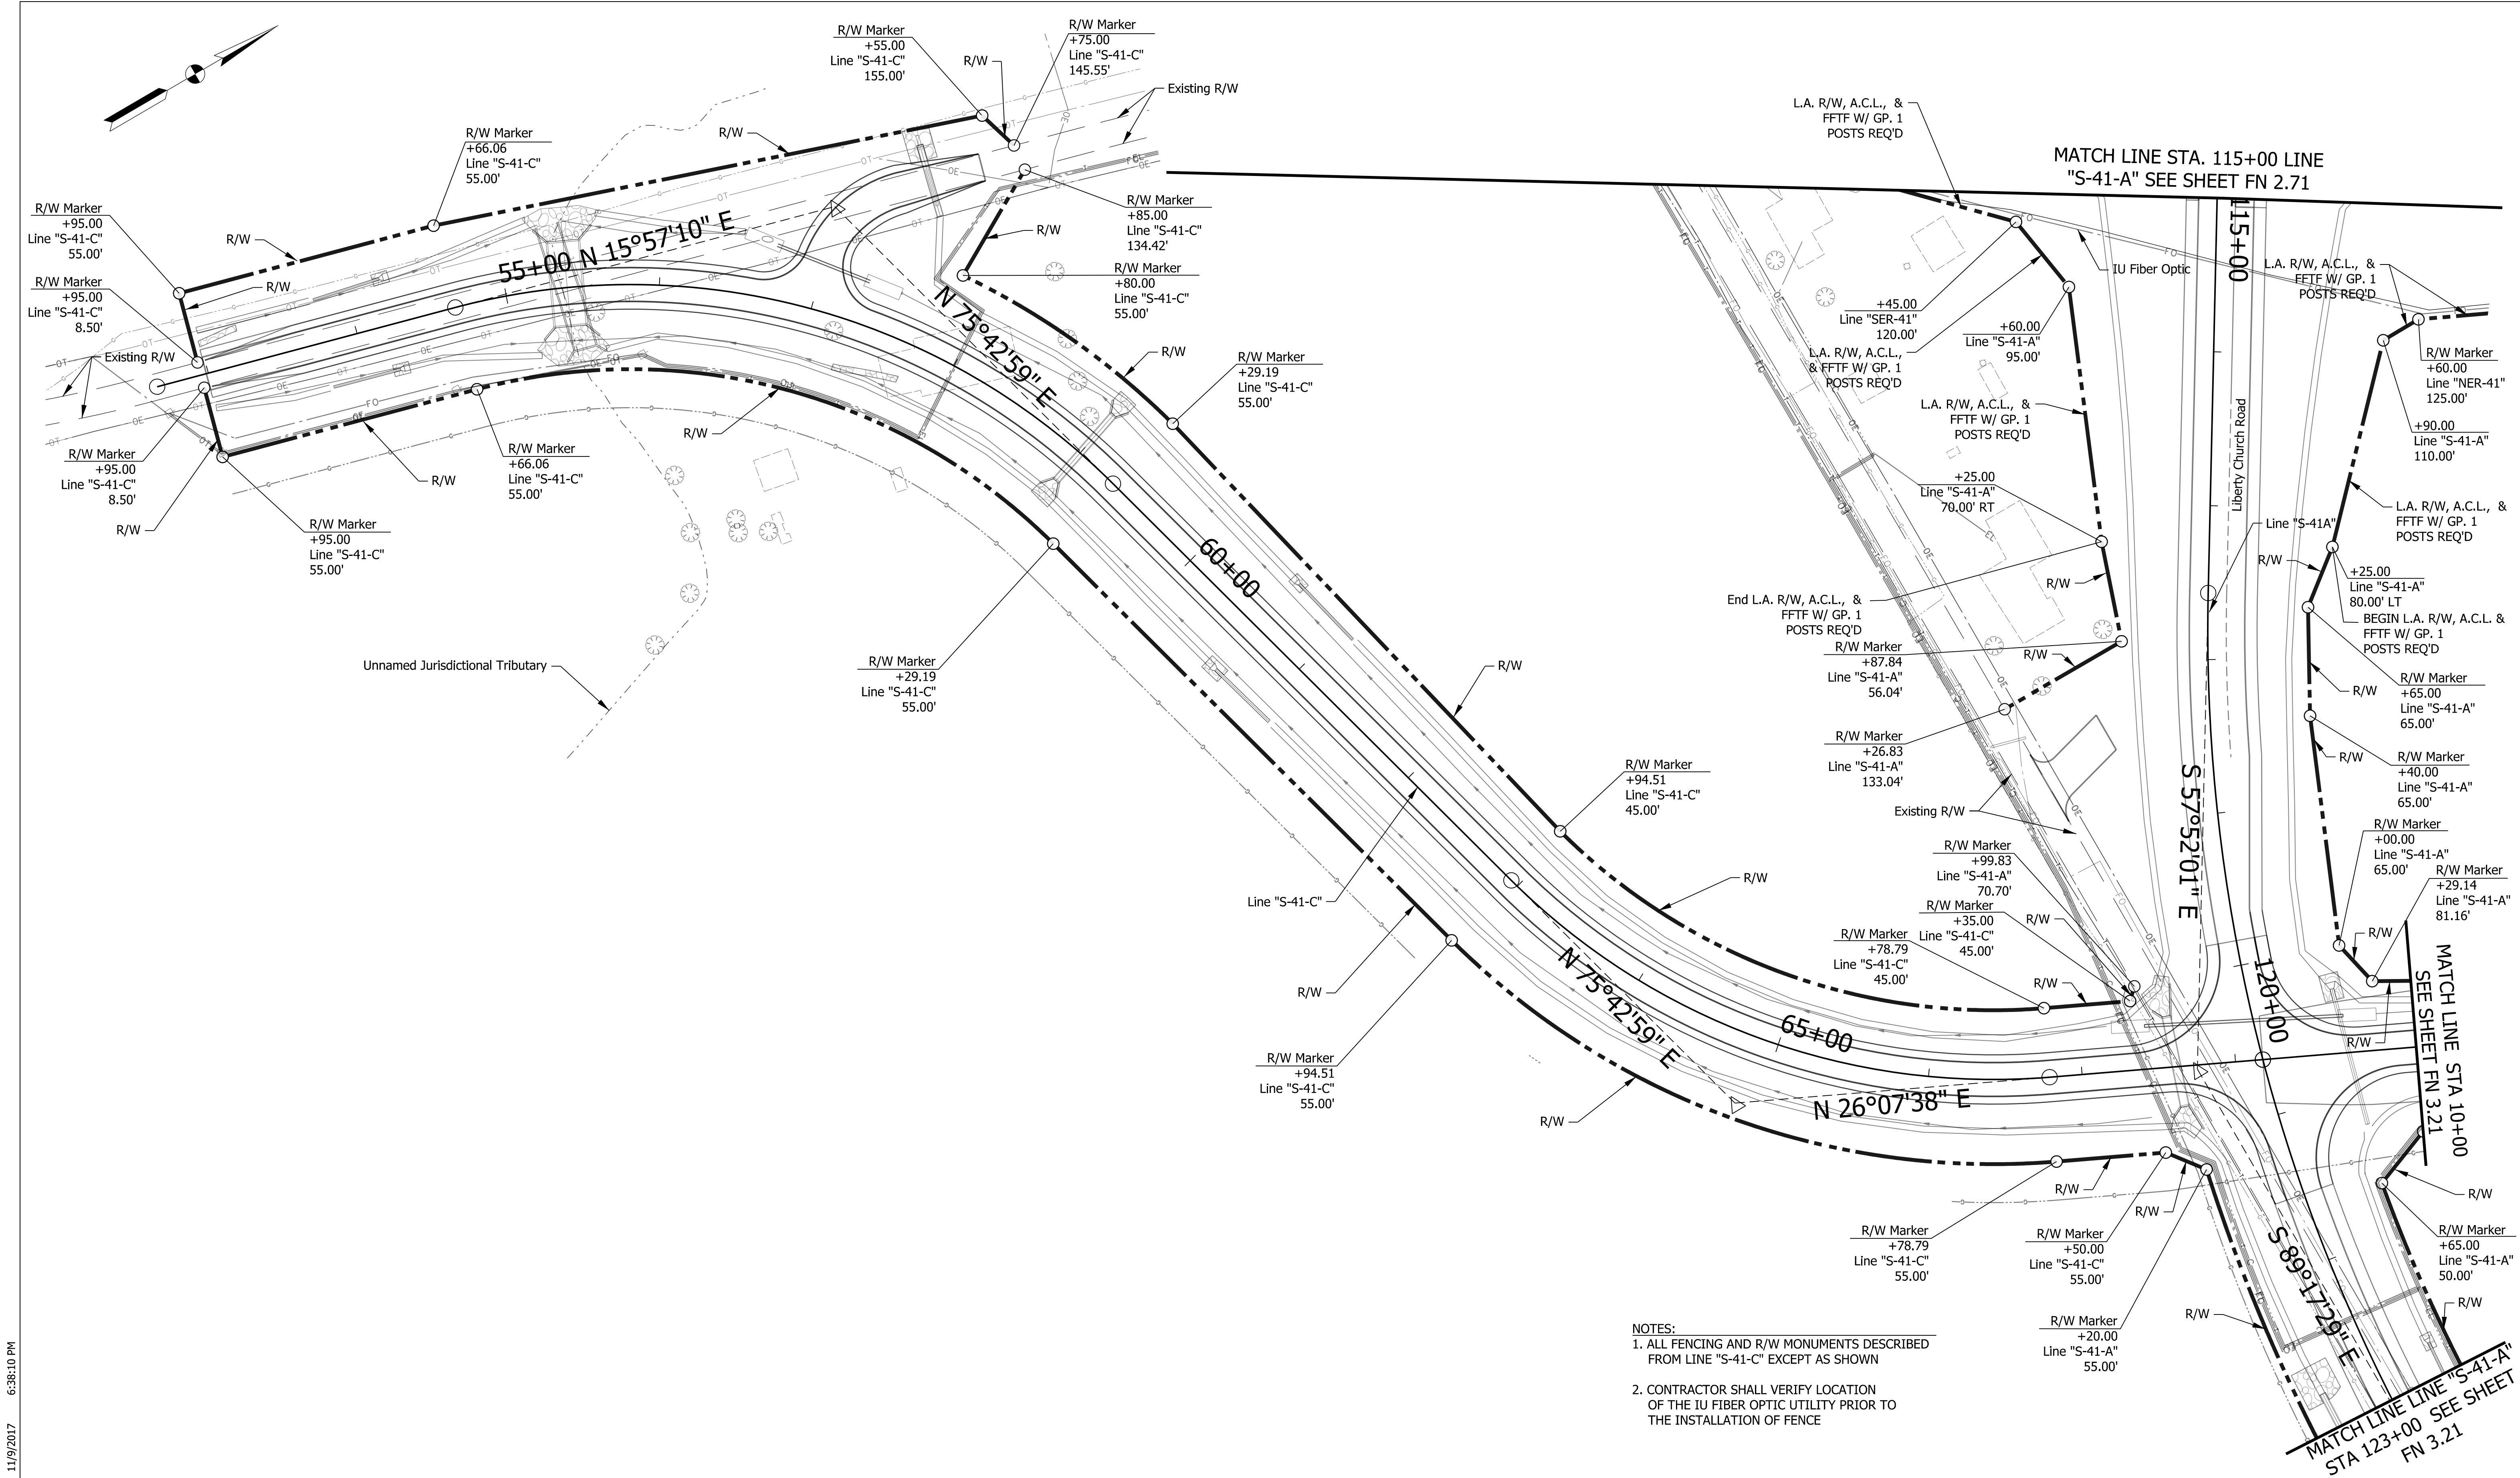 R/W Marker
+55.00
Line "S-41-C"
155.00'
R/W Marker
+75.00
Line "S-41-C"
145.55'
R/W
Existing R/W
R/W Marker
+66.06
Line "S-41-C"
55.00'
R/W
30
R/W Marker
+95.00
Line "S-41-C"
55.00'
R/W
R/W Marker
+95.00
Line "S-41-C"
8.50'
R/W
Existing R/W
55+00
N 15°57'10" E
R/W Marker
+85.00
Line "S-41-C"
134.42'
R/W
R/W Marker
+80.00
Line "S-41-C"
55.00'
N 75°42'59" E
R/W
R/W Marker
+29.19
Line "S-41-C"
55.00'
R/W Marker
+95.00
Line "S-41-C"
8.50'
R/W
R/W Marker
+66.06
Line "S-41-C"
55.00'
R/W
R/W
R/W Marker
+95.00
Line "S-41-C"
55.00'
60+00
Unnamed Jurisdictional Tributary
R/W Marker
+29.19
Line "S-41-C"
55.00'
R/W
R/W Marker
+94.51
Line "S-41-C"
45.00'
Line "S-41-C"
R/W
R/W
R/W Marker
+94.51
Line "S-41-C"
55.00'
N 75°42'59" E
R/W
65+00
N 26°07'38" E
L.A. R/W, A.C.L., &
FFTF W/ GP. 1
POSTS REQ'D
MATCH LINE STA. 115+00 LINE
"S-41-A" SEE SHEET FN 2.71
115+00
IU Fiber Optic
L.A. R/W, A.C.L., &
FFTF W/ GP. 1
POSTS REQ'D
+45.00
Line "SER-41"
120.00'
+60.00
Line "S-41-A"
95.00'
L.A. R/W, A.C.L.,
& FFTF W/ GP. 1
POSTS REQ'D
R/W Marker
+60.00
Line "NER-41"
125.00'
L.A. R/W, A.C.L., &
FFTF W/ GP. 1
POSTS REQ'D
+90.00
Line "S-41-A"
110.00'
Liberty Church Road
+25.00
Line "S-41-A"
70.00' RT
L.A. R/W, A.C.L., &
FFTF W/ GP. 1
POSTS REQ'D
Line "S-41A"
R/W
+25.00
Line "S-41-A"
80.00' LT
R/W
End L.A. R/W, A.C.L., &
FFTF W/ GP. 1
POSTS REQ'D
BEGIN L.A. R/W, A.C.L. &
FFTF W/ GP. 1
POSTS REQ'D
R/W Marker
+87.84
Line "S-41-A"
56.04'
R/W
R/W Marker
+65.00
Line "S-41-A"
65.00'
R/W
R/W Marker
+26.83
Line "S-41-A"
133.04'
R/W
R/W Marker
+40.00
Line "S-41-A"
65.00'
Existing R/W
S 57°52'01" E
R/W Marker
+00.00
Line "S-41-A"
65.00'
R/W Marker
+99.83
Line "S-41-A"
70.70'
R/W Marker
+29.14
Line "S-41-A"
81.16'
R/W Marker
+35.00
Line "S-41-C"
45.00'
R/W
R/W Marker
+78.79
Line "S-41-C"
45.00'
R/W
R/W
120+00
R/W
MATCH LINE STA 10+00
SEE SHEET FN 3.21
R/W
R/W
R/W
R/W Marker
+78.79
Line "S-41-C"
55.00'
R/W Marker
+50.00
Line "S-41-C"
55.00'
R/W Marker
+65.00
Line "S-41-A"
50.00'
S 89°17'29" E
R/W
R/W
R/W Marker
+20.00
Line "S-41-A"
55.00'
NOTES:
1. ALL FENCING AND R/W MONUMENTS DESCRIBED
FROM LINE "S-41-C" EXCEPT AS SHOWN
2. CONTRACTOR SHALL VERIFY LOCATION
OF THE IU FIBER OPTIC UTILITY PRIOR TO
THE INSTALLATION OF FENCE
MATCH LINE LINE "S-41-A"
STA 123+00 SEE SHEET
FN 3.21
11/9/2017 6:38:10 PM